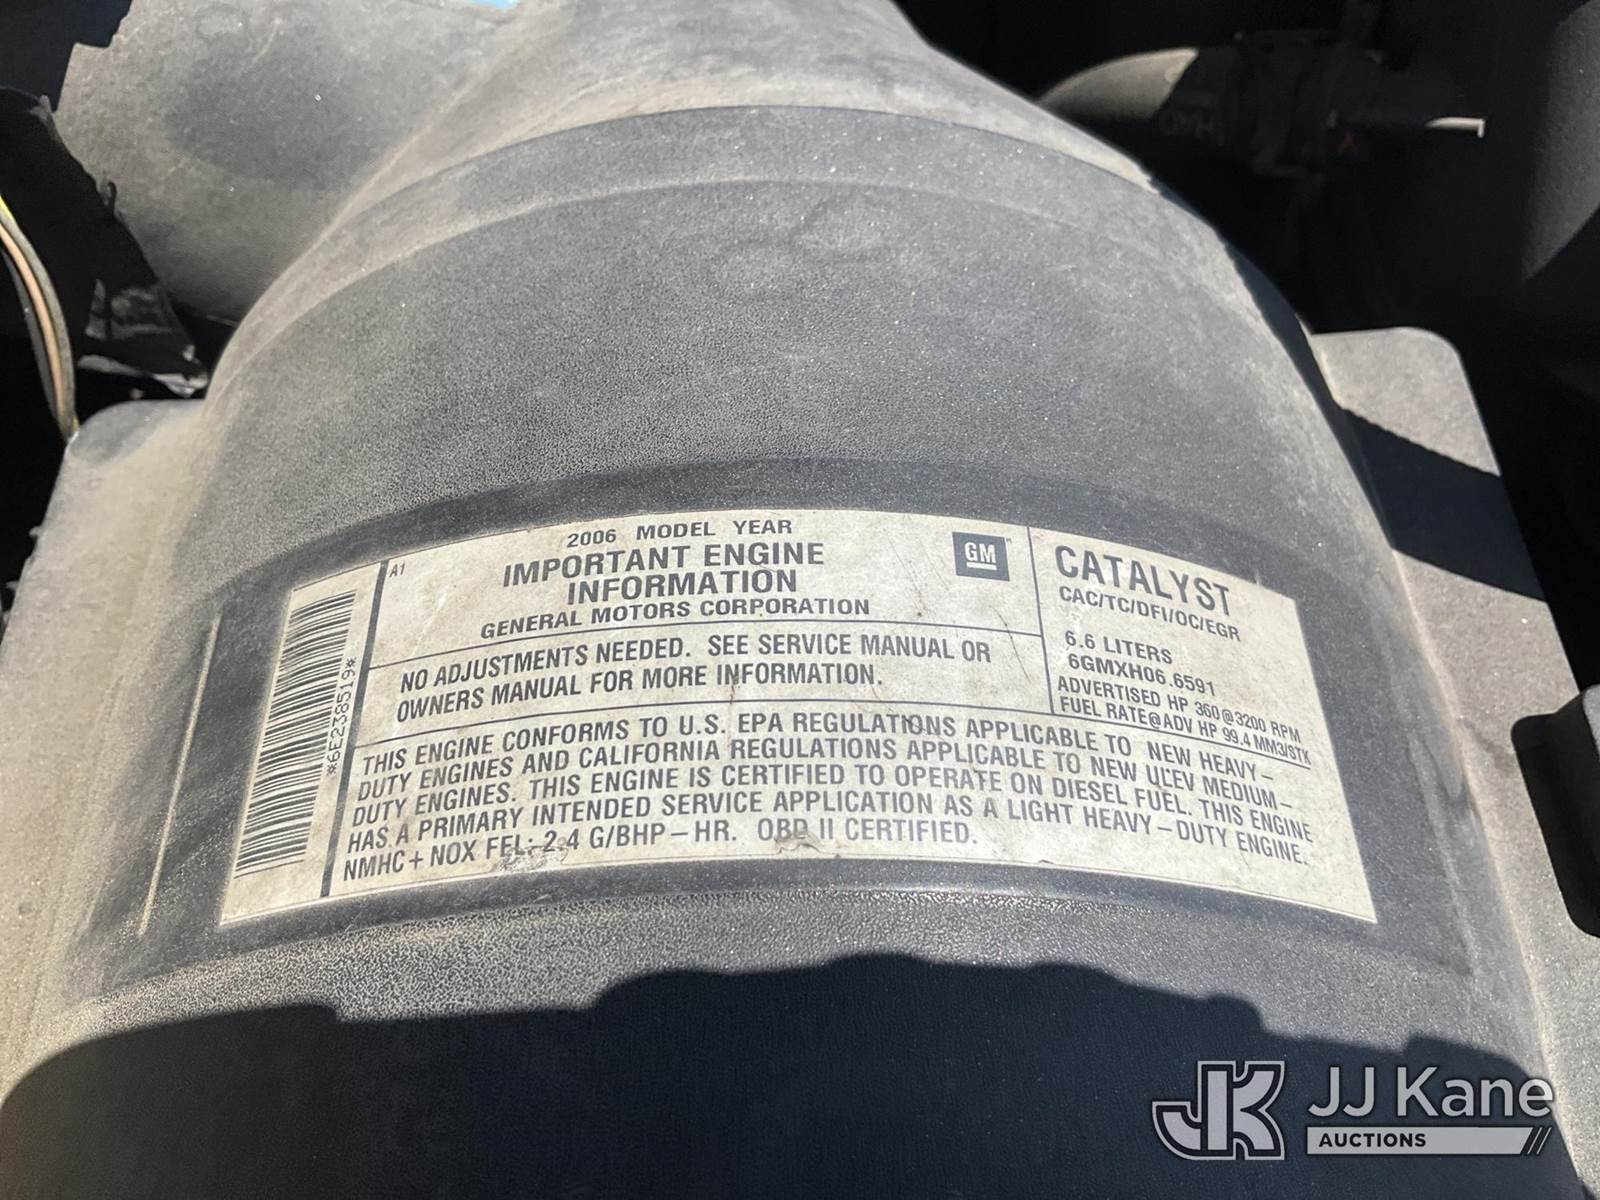 2006 MODEL YEAR
IMPORTANT ENGINE
INFORMATION
GENERAL MOTORS CORPORATION
GM
A1
*6E238519*
NO ADJUSTMENTS NEEDED. SEE SERVICE MANUAL OR
OWNERS MANUAL FOR MORE INFORMATION.
CATALYST
CAC/TC/DFI/OC/EGR
6.6 LITERS
6GMXH06.6591
ADVERTISED HP 360@3200 RPM
FUEL RATE@ADV HP 99.4 MM3/STK
THIS ENGINE CONFORMS TO U.S. EPA REGULATIONS APPLICABLE TO NEW HEAVY-
DUTY ENGINES AND CALIFORNIA REGULATIONS APPLICABLE TO NEW ULEV MEDIUM-
DUTY ENGINES. THIS ENGINE IS CERTIFIED TO OPERATE ON DIESEL FUEL. THIS ENGINE
HAS A PRIMARY INTENDED SERVICE APPLICATION AS A LIGHT HEAVY-DUTY ENGINE.
NMHC+NOX FEL: 2.4 G/BHP-HR. OBD II CERTIFIED.
JK JJ Kane
AUCTIONS